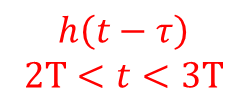 h(t − τ)
2T < t < 3T